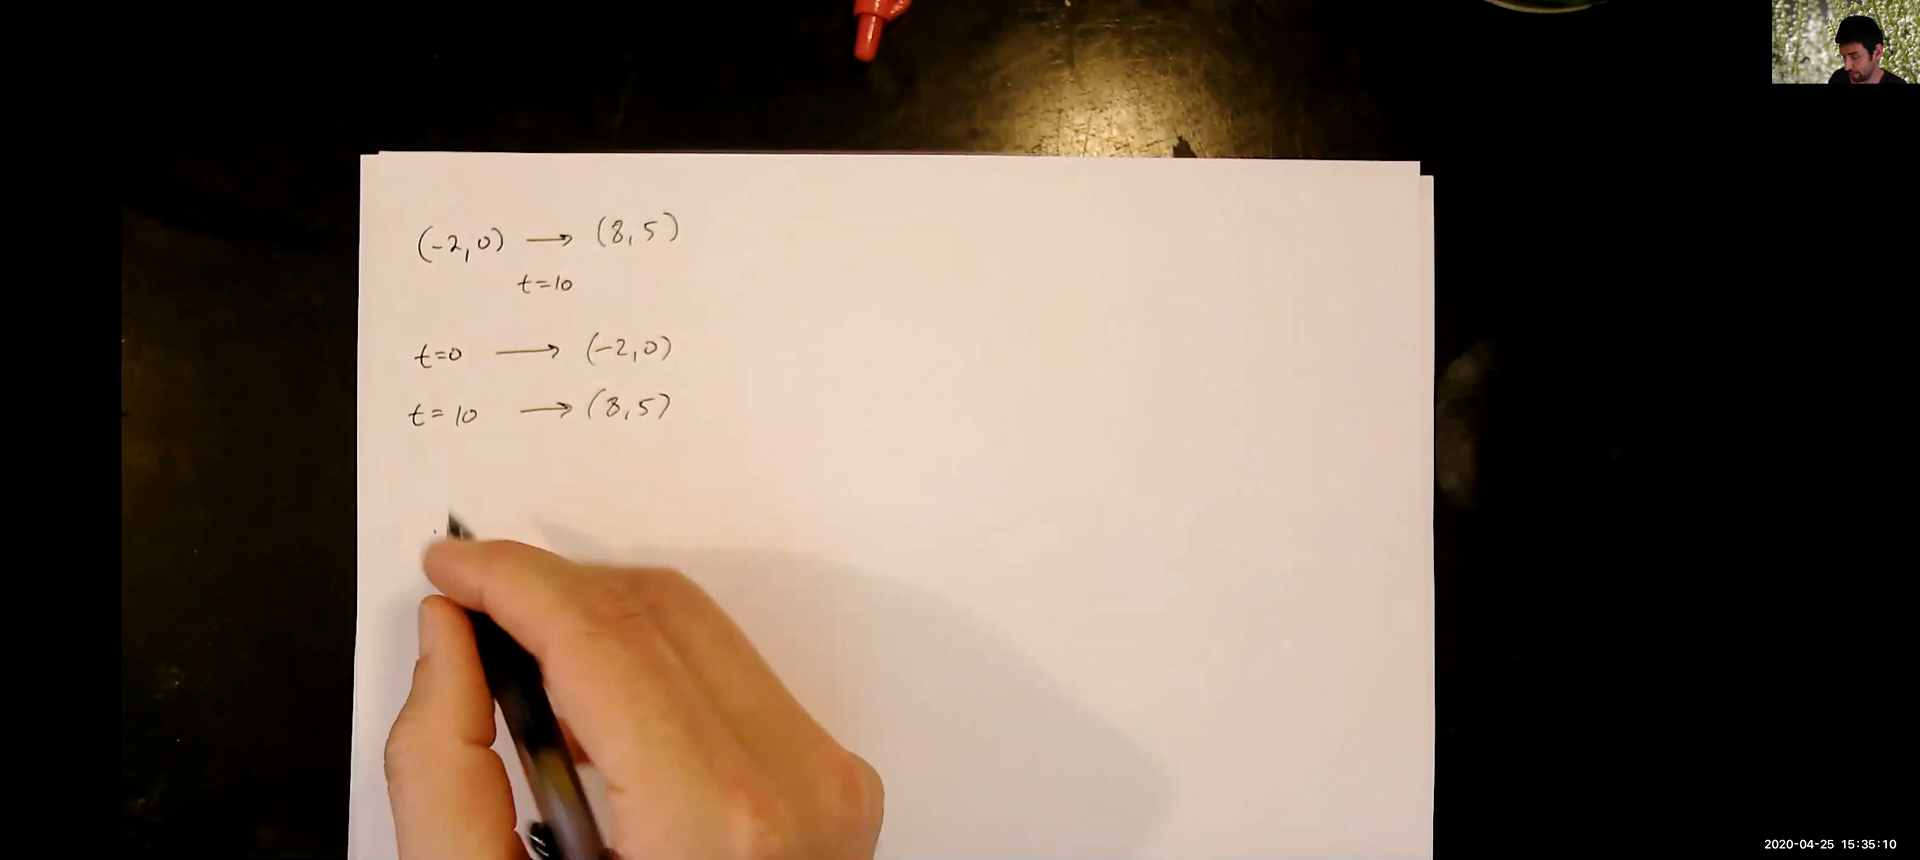 (-2,0) → (8,5)
t=10
t=0 → (-2,0)
t=10 → (8,5)
2020-04-25 15:35:10